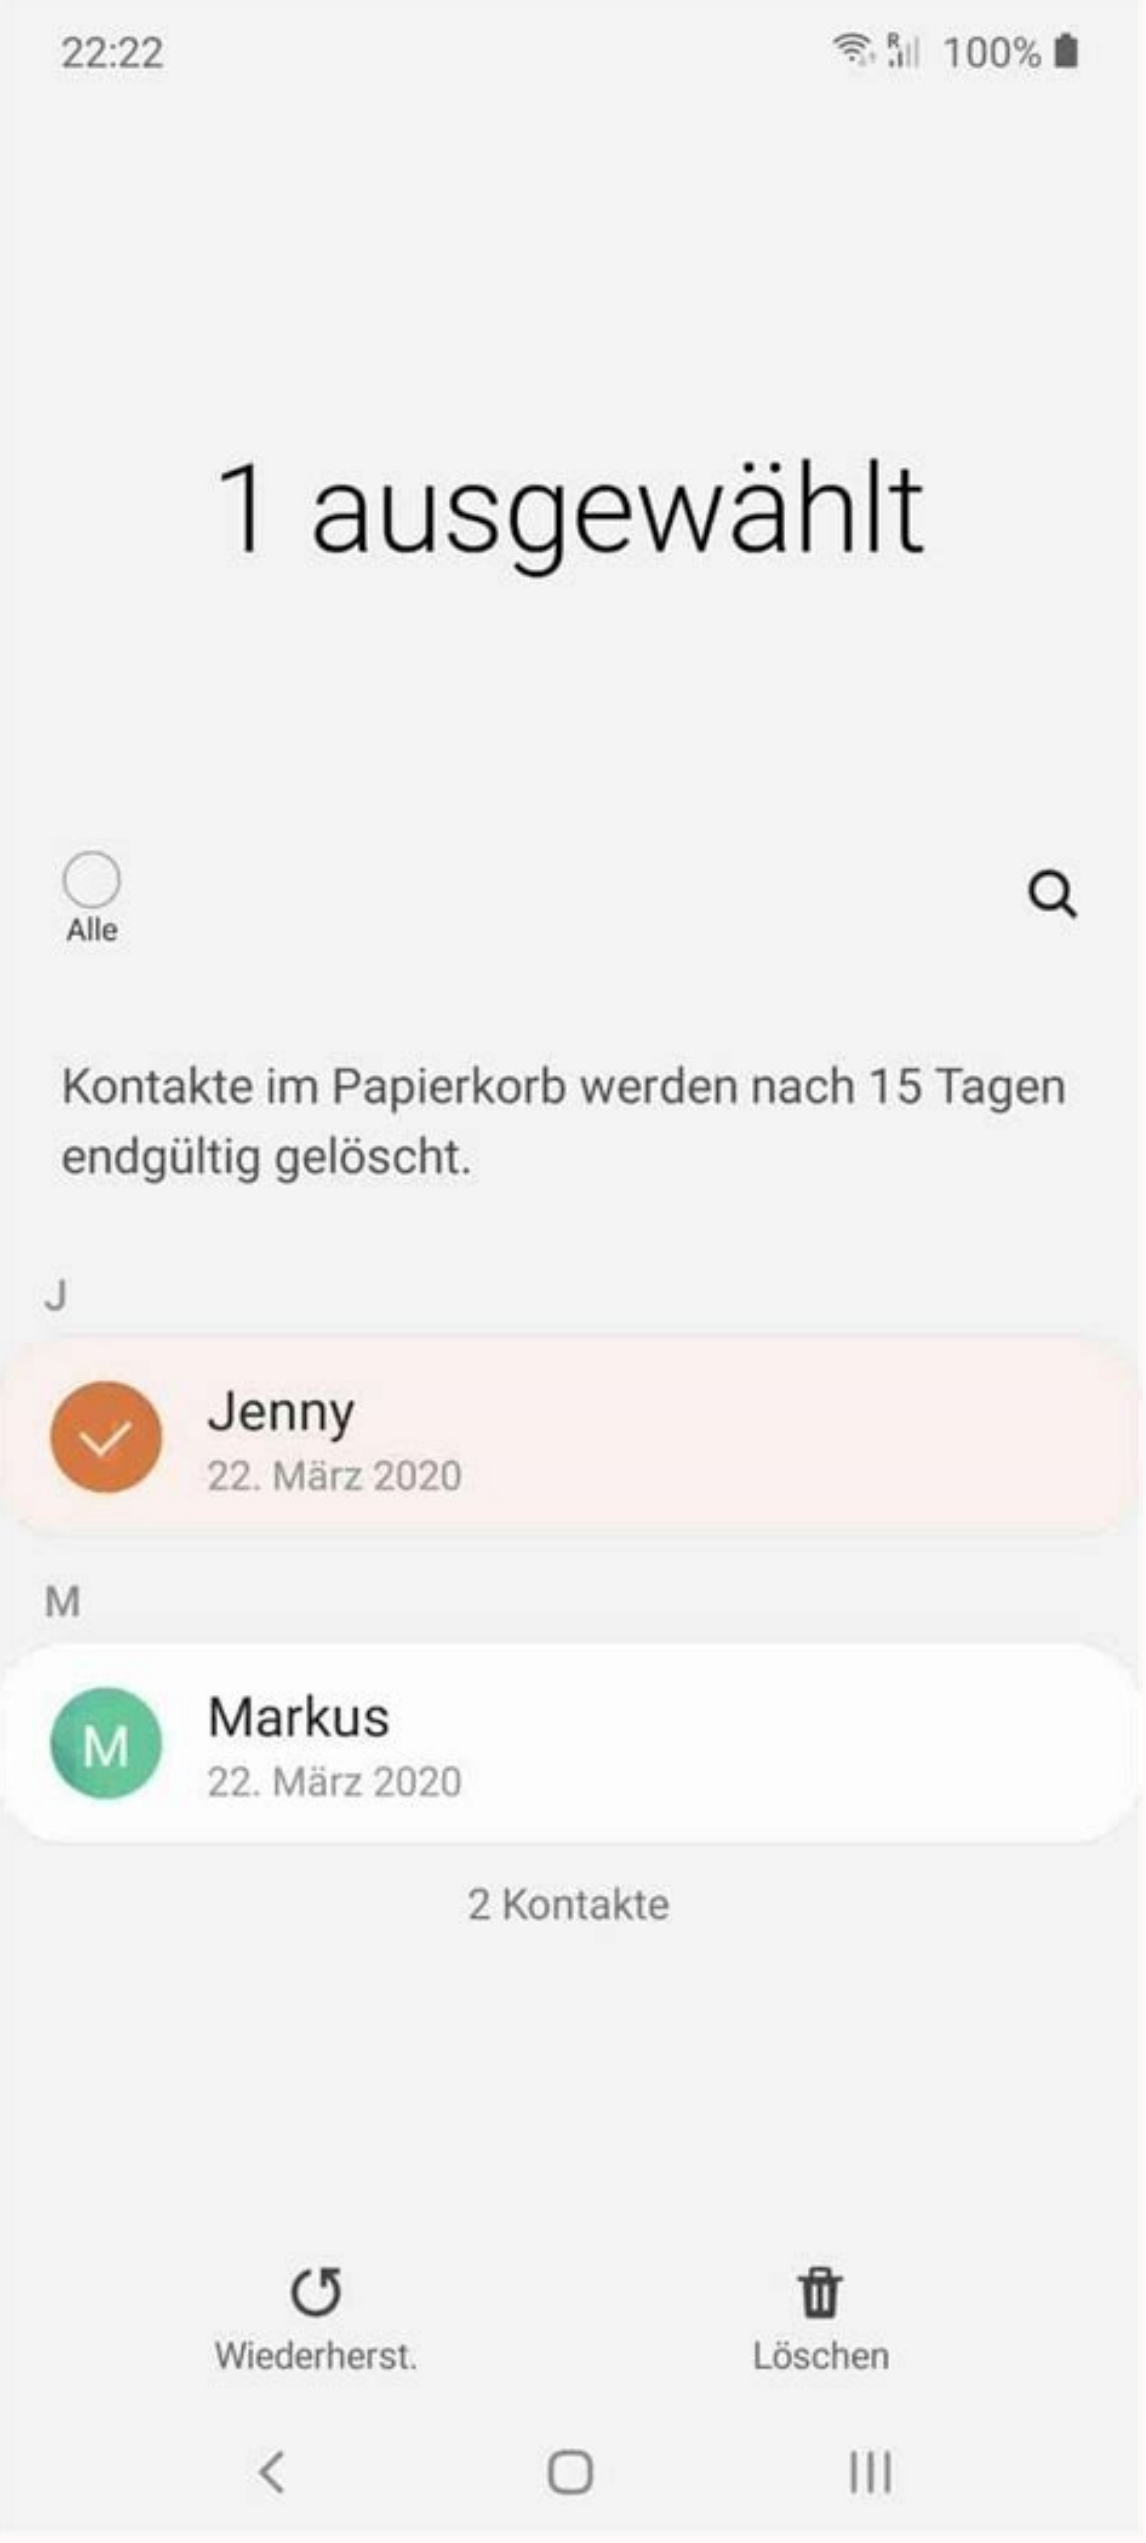 22:22
R 100%
1 ausgewählt
Alle
Kontakte im Papierkorb werden nach 15 Tagen
endgültig gelöscht.
J
Jenny
22. März 2020
M
M
Markus
22. März 2020
2 Kontakte
Wiederherst.
Löschen